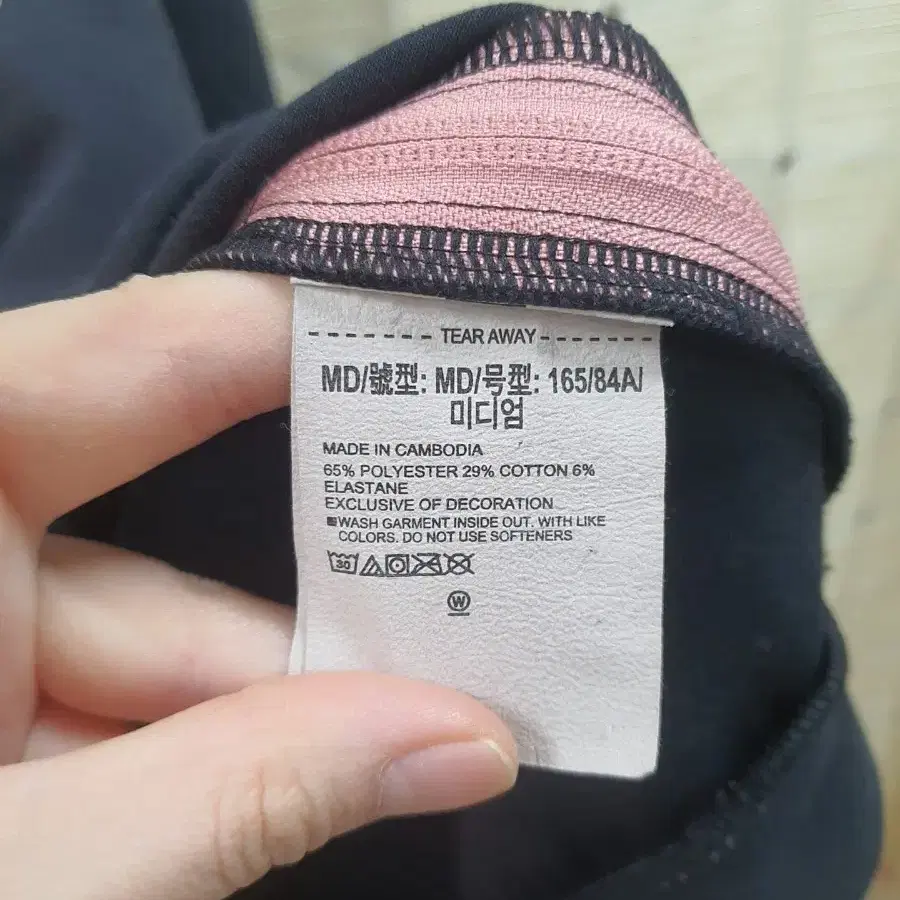 TEAR AWAY
MD/號型: MD/号型: 165/84A/
미디엄
MADE IN CAMBODIA
65% POLYESTER 29% COTTON 6%
ELASTANE
EXCLUSIVE OF DECORATION
WASH GARMENT INSIDE OUT. WITH LIKE
COLORS. DO NOT USE SOFTENERS
30
W